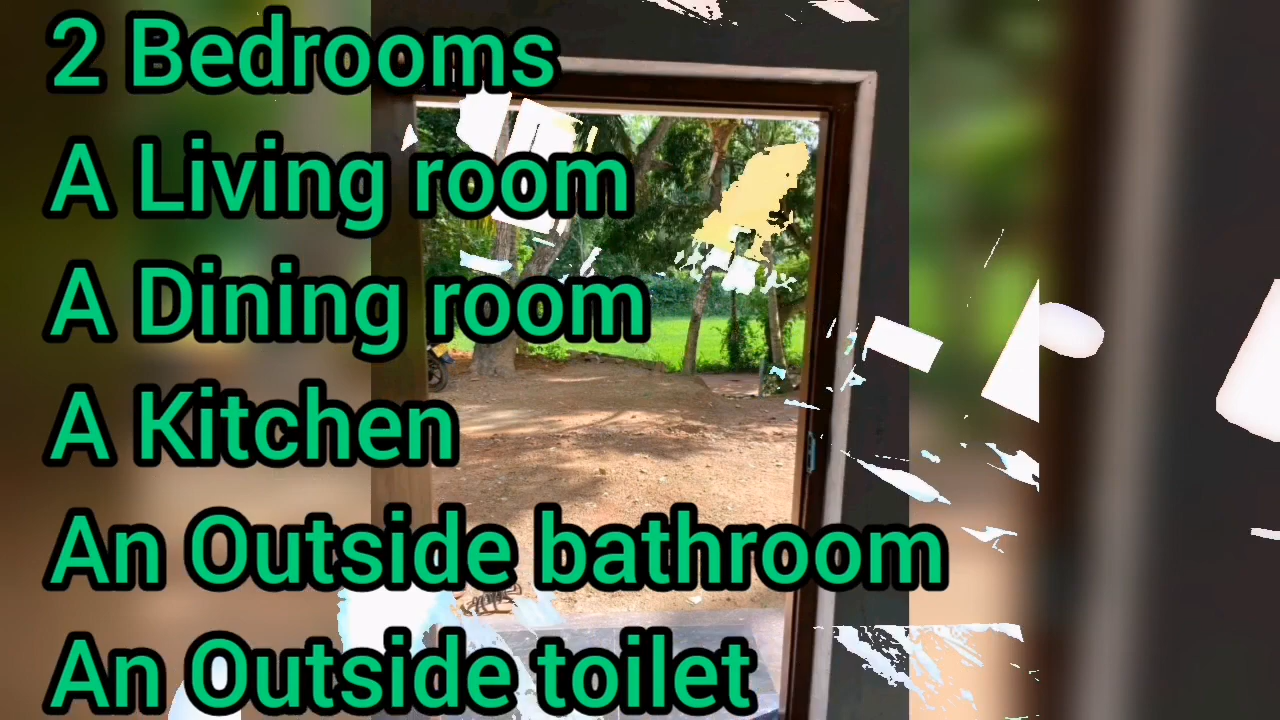 2 Bedrooms
A Living room
A Dining room
A Kitchen
An Outside bathroom
An Outside toilet